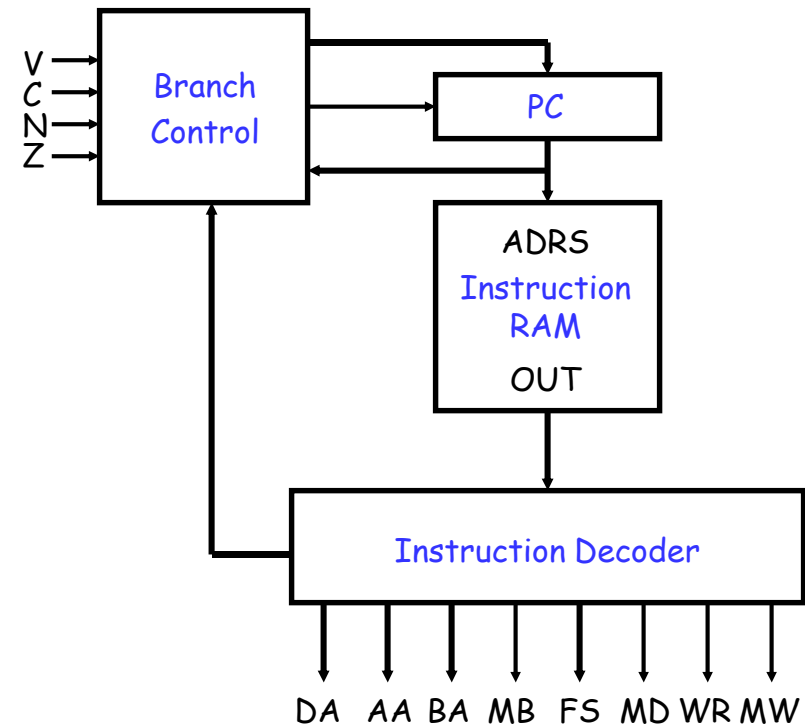 V
C
N
Z
Branch
Control
PC
ADRS
Instruction
RAM
OUT
Instruction Decoder
DA AA BA MB FS MD WR MW